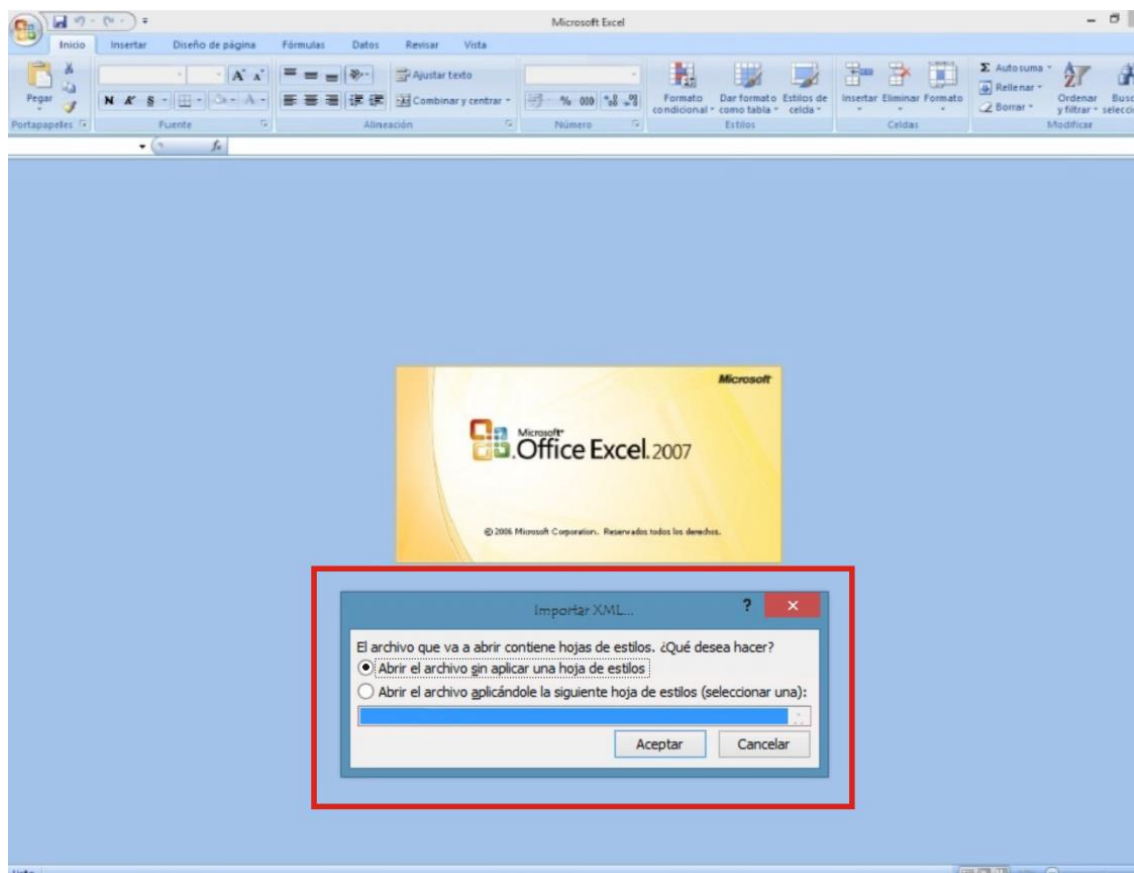 Microsoft Excel
Inicio Insertar Diseño de página Fórmulas Datos Revisar Vista
Pegar
N K S
A A
Ajustar texto
Combinar y centrar
% 000
Formato condicional
Dar formato como tabla
Estilos de celda
Insertar Eliminar Formato
Σ Autosuma
Rellenar
Borrar
Ordenar y filtrar
Portapapeles Fuente Alineación Número Estilos Celdas Modificar
fx
Microsoft
Microsoft
Office Excel 2007
© 2006 Microsoft Corporation. Reservados todos los derechos.
Importar XML...
? ×
El archivo que va a abrir contiene hojas de estilos. ¿Qué desea hacer?
Abrir el archivo sin aplicar una hoja de estilos
Abrir el archivo aplicándole la siguiente hoja de estilos (seleccionar una):
Aceptar Cancelar